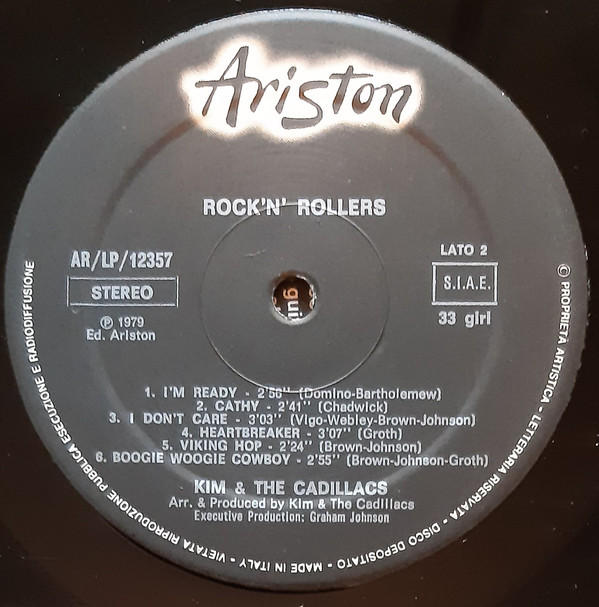 Ariston
ROCK'N' ROLLERS
AR/LP/12357
STEREO
℗ 1979
Ed. Ariston
LATO 2
S.I.A.E.
33 giri
gui
1. I'M READY - 2'56" (Domino-Bartholemew)
2. CATHY - 2'41" (Chadwick)
3. I DON'T CARE - 3'03" (Vigo-Webley-Brown-Johnson)
4. HEARTBREAKER - 3'07" (Groth)
5. VIKING HOP - 2'24" (Brown-Johnson)
6. BOOGIE WOOGIE COWBOY - 2'55" (Brown-Johnson-Groth)
KIM & THE CADILLACS
Arr. & Produced by Kim & The Cadillacs
Executive Production: Graham Johnson
© PROPRIETA ARTISTICA - LETTERARIA RISERVATA - DISCO DEPOSITATO - MADE IN ITALY - VIETATA RIPRODUZIONE PUBBLICA ESECUZIONE E RADIODIFFUSIONE